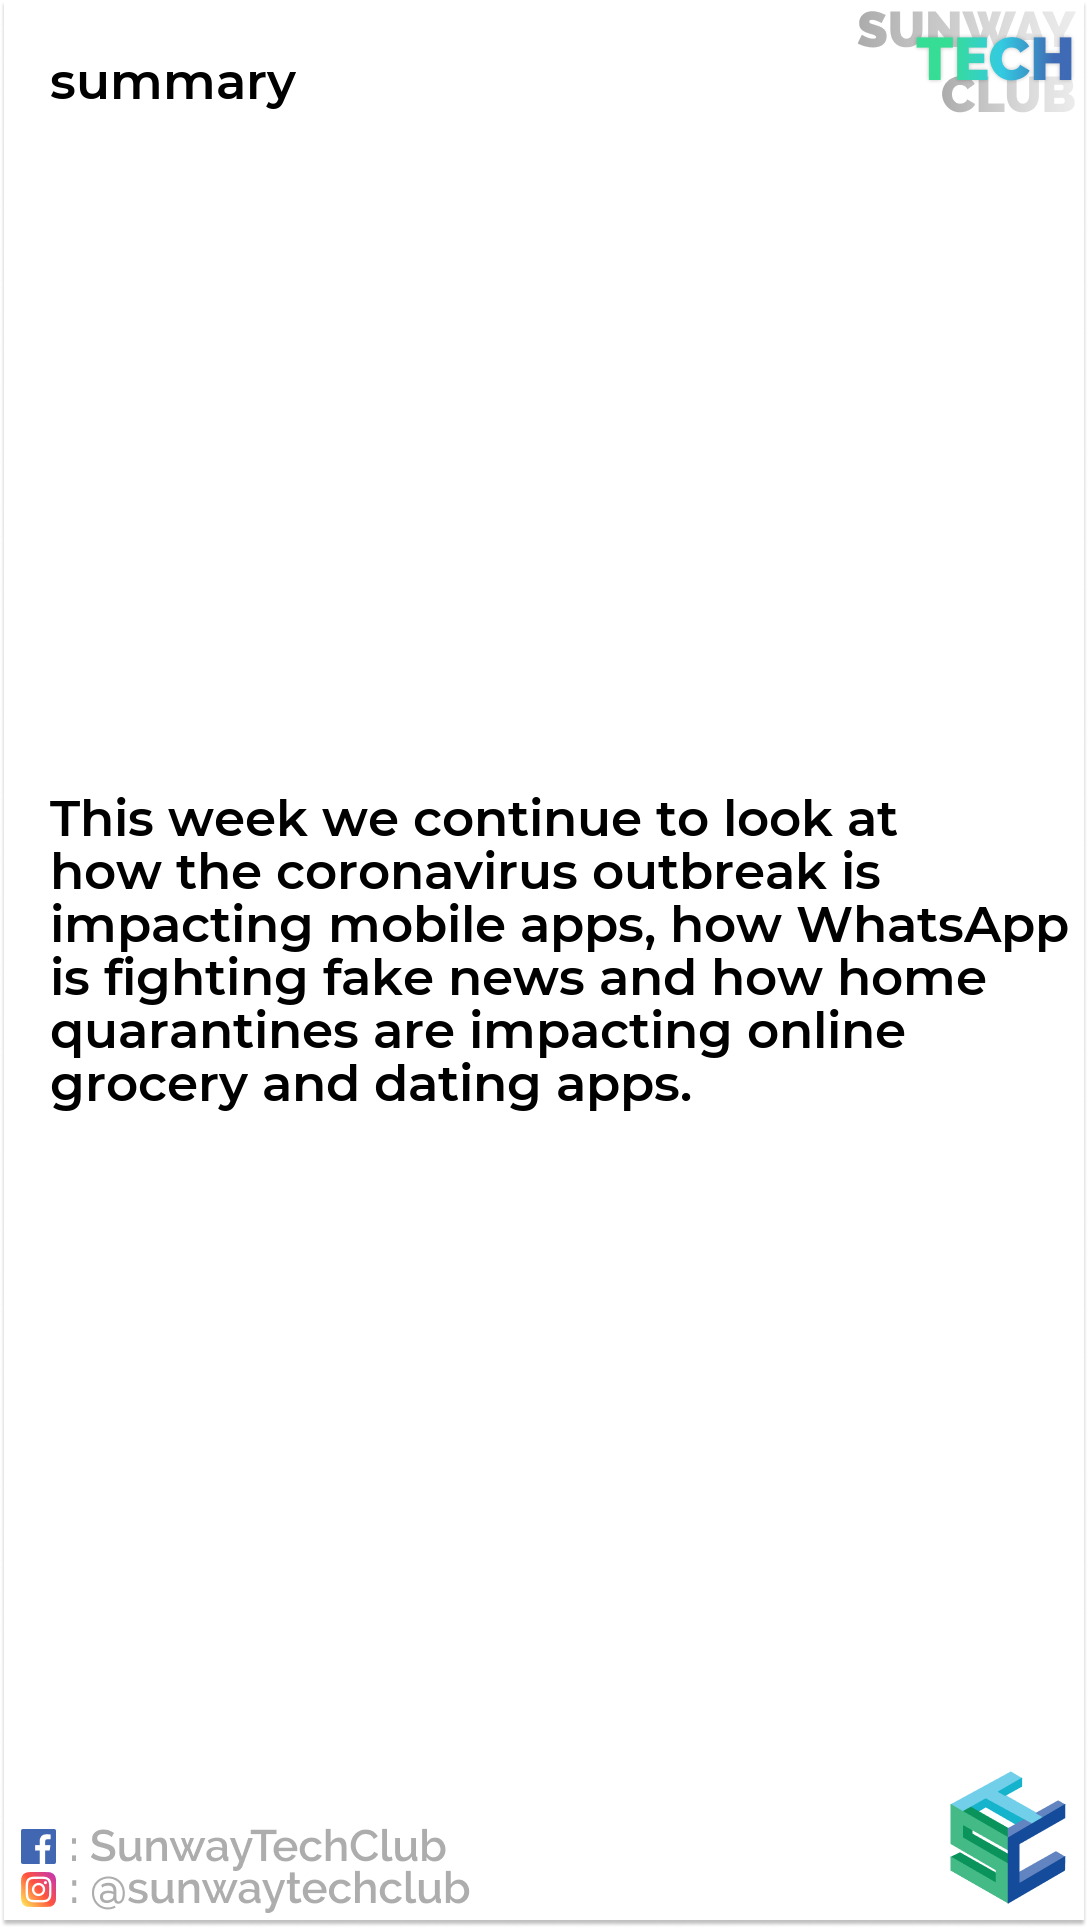 summary
SUNWAY
TECH
CLUB
This week we continue to look at
how the coronavirus outbreak is
impacting mobile apps, how WhatsApp
is fighting fake news and how home
quarantines are impacting online
grocery and dating apps.
: SunwayTechClub
: @sunwaytechclub